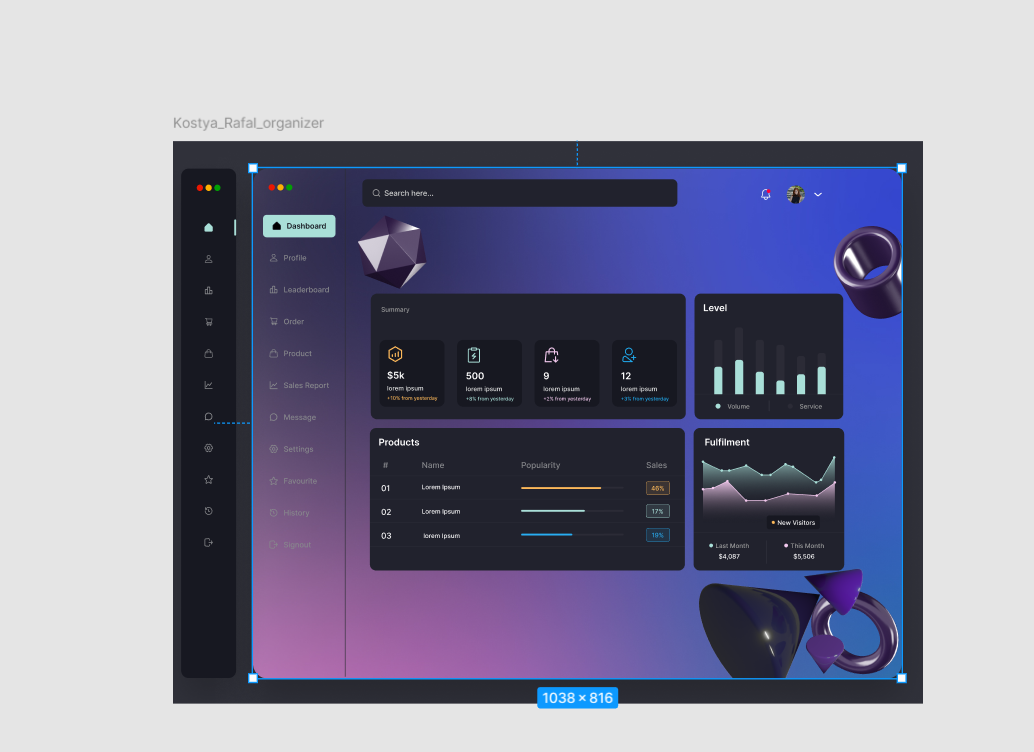 Kostya_Rafal_organizer
Search here...
Dashboard
Profile
Leaderboard
Order
Product
Sales Report
Message
Settings
Favourite
History
Signout
Summary
$5k
lorem ipsum
+10% from yesterday
500
lorem ipsum
+8% from yesterday
9
lorem ipsum
+2% from yesterday
12
lorem ipsum
+3% from yesterday
Level
Volume Service
Products
# Name Popularity Sales
01 Lorem Ipsum 46%
02 Lorem Ipsum 17%
03 lorem Ipsum 19%
Fulfilment
New Visitors
Last Month This Month
$4,087 $5,506
1038 × 816